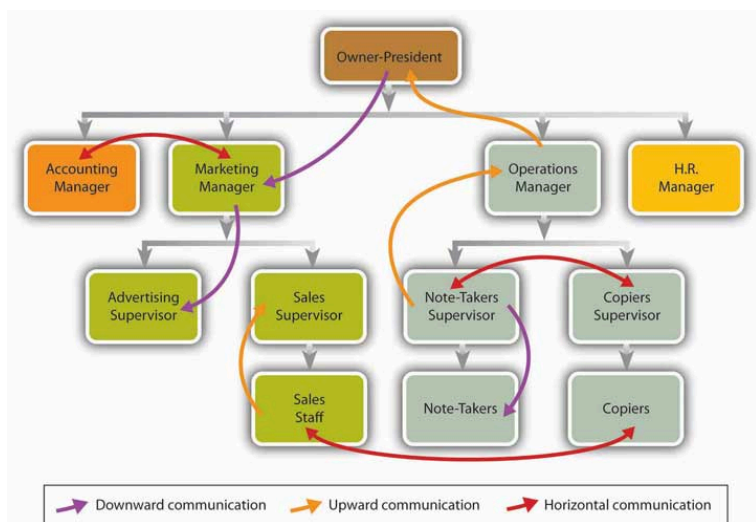 Owner-President
Accounting
Manager
Marketing
Manager
Operations
Manager
H.R.
Manager
Advertising
Supervisor
Sales
Supervisor
Note-Takers
Supervisor
Copiers
Supervisor
Sales
Staff
Note-Takers
Copiers
Downward communication
Upward communication
Horizontal communication